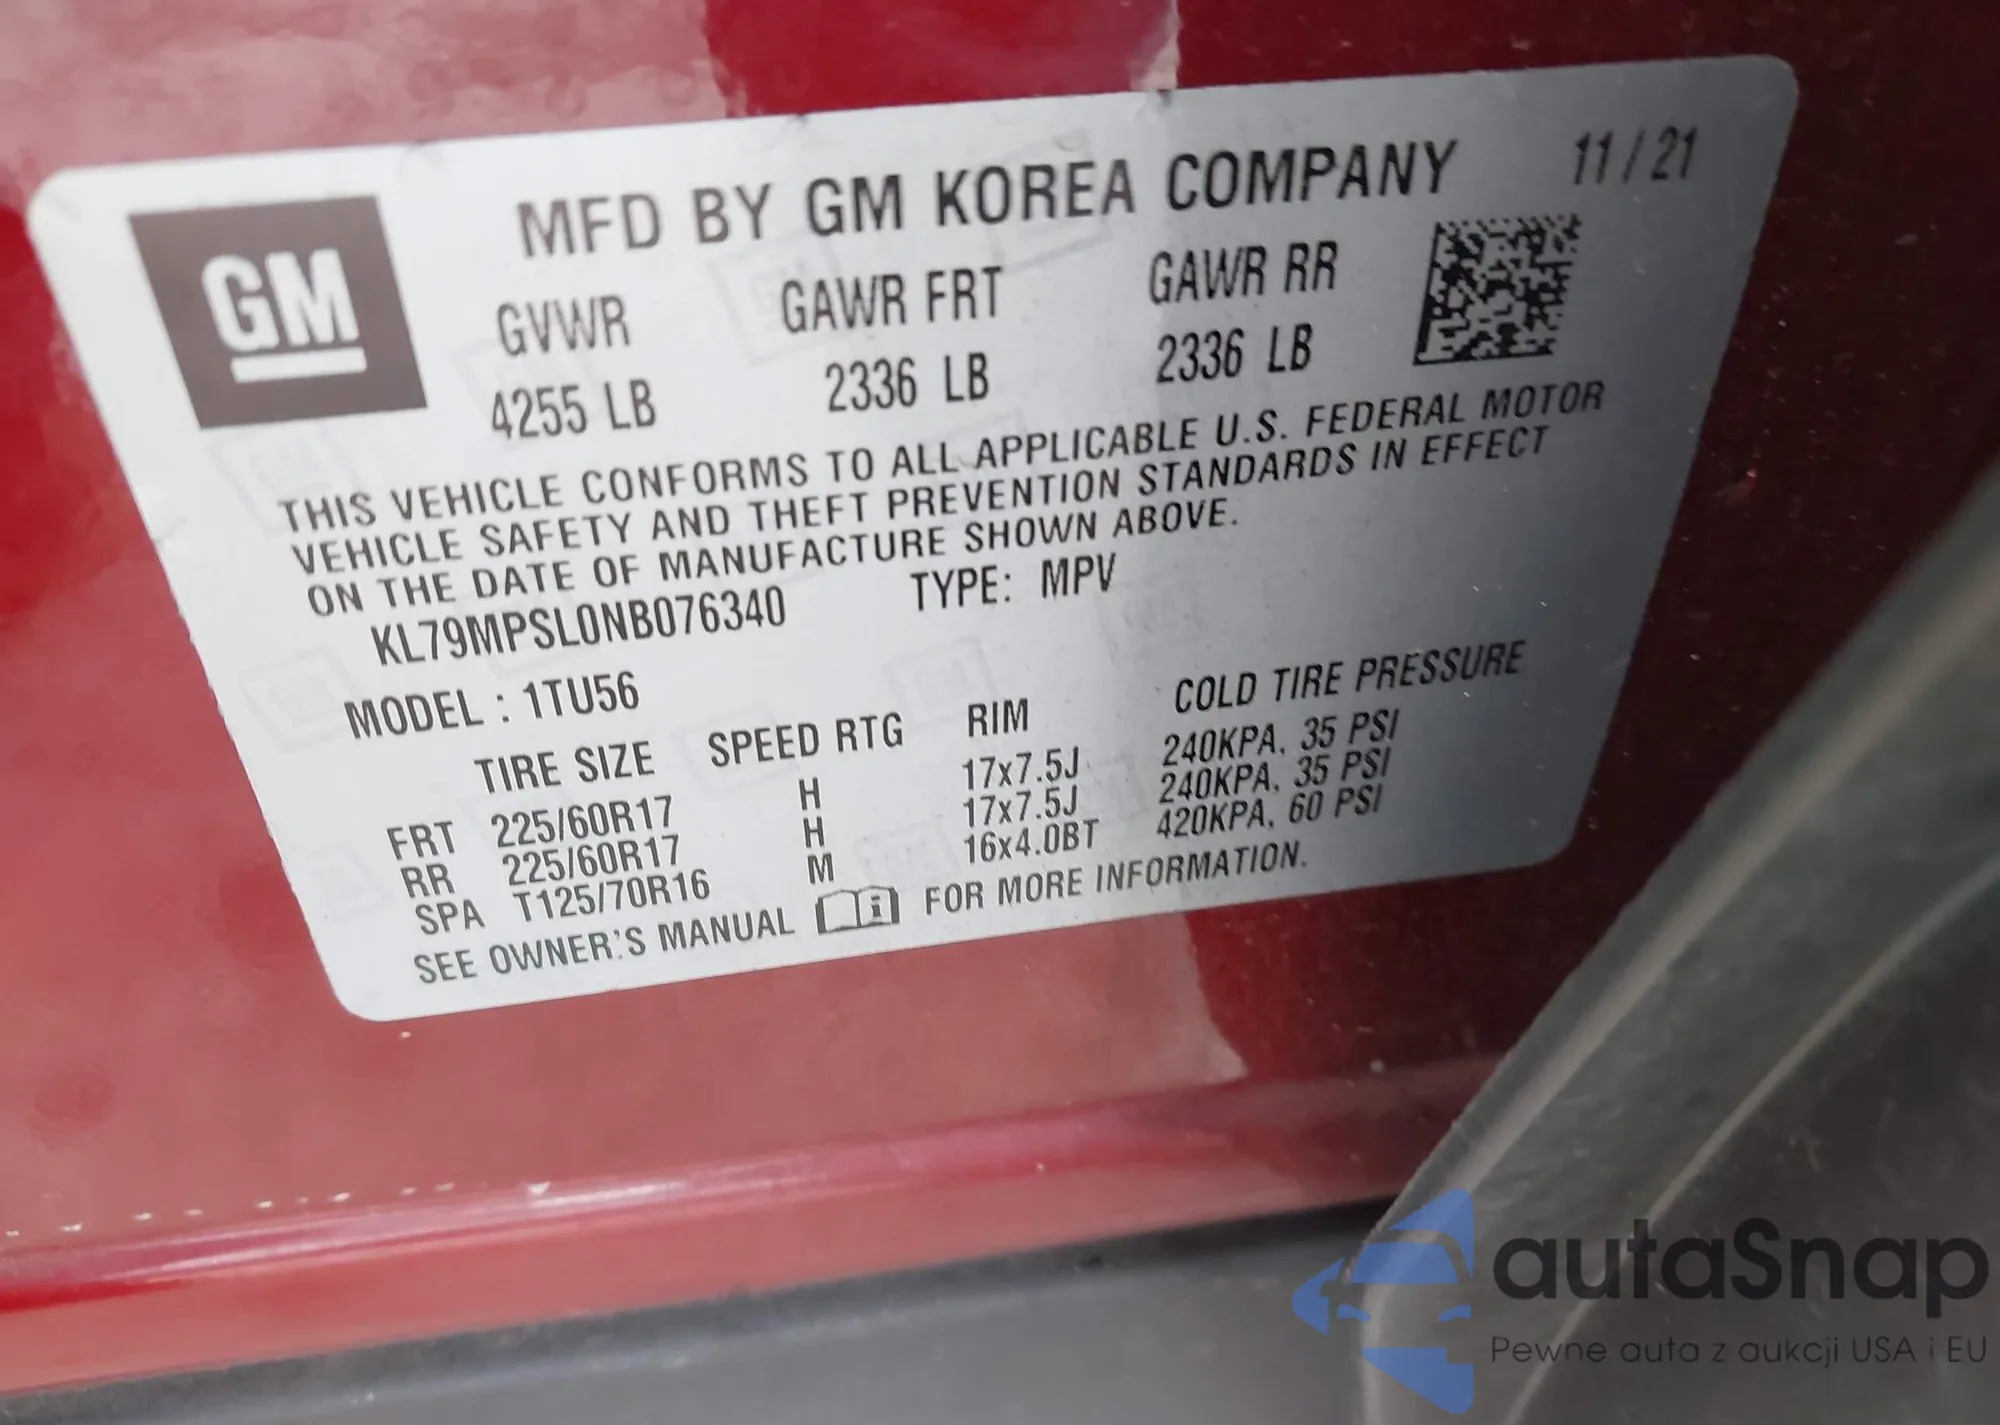 GM
MFD BY GM KOREA COMPANY 11/21
GVWR GAWR FRT GAWR RR
4255 LB 2336 LB 2336 LB
THIS VEHICLE CONFORMS TO ALL APPLICABLE U.S. FEDERAL MOTOR
VEHICLE SAFETY AND THEFT PREVENTION STANDARDS IN EFFECT
ON THE DATE OF MANUFACTURE SHOWN ABOVE.
KL79MPSL0NB076340 TYPE: MPV
MODEL : 1TU56
TIRE SIZE SPEED RTG RIM COLD TIRE PRESSURE
FRT 225/60R17 H 17x7.5J 240KPA. 35 PSI
RR 225/60R17 H 17x7.5J 240KPA. 35 PSI
SPA T125/70R16 M 16x4.0BT 420KPA. 60 PSI
SEE OWNER'S MANUAL i FOR MORE INFORMATION.
autaSnap
Pewne auta z aukcji USA i EU